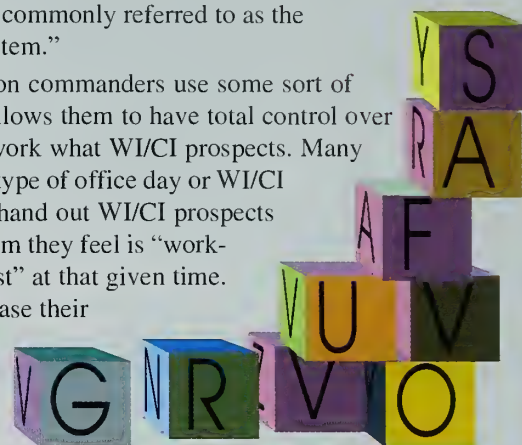 commonly referred to as the
tem."
on commanders use some sort of
llows them to have total control over
work what WI/CI prospects. Many
type of office day or WI/CI
hand out WI/CI prospects
m they feel is "work-
st" at that given time.
ase their
Y S
R A
A F
V U V
V G N R V O